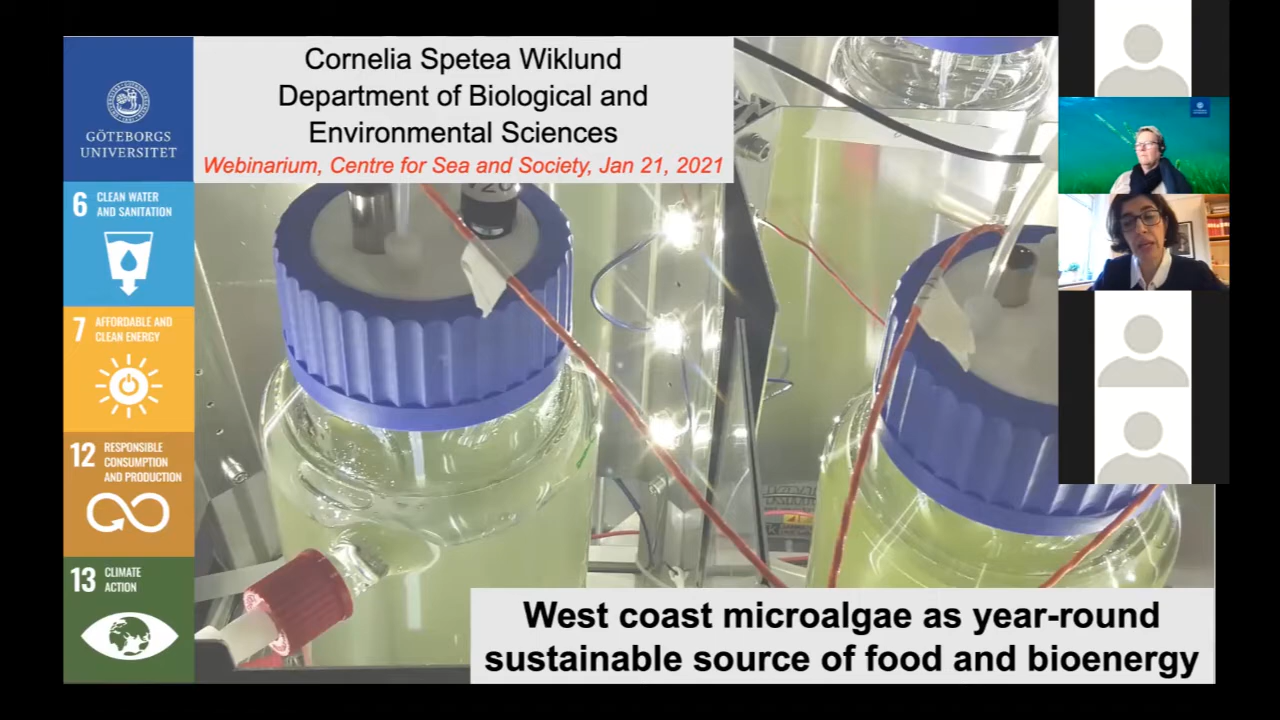 Cornelia Spetea Wiklund
Department of Biological and
Environmental Sciences
Webinarium, Centre for Sea and Society, Jan 21, 2021
GÖTEBORGS
UNIVERSITET
6 CLEAN WATER
AND SANITATION
7 AFFORDABLE AND
CLEAN ENERGY
12 RESPONSIBLE
CONSUMPTION
AND PRODUCTION
13 CLIMATE
ACTION
West coast microalgae as year-round
sustainable source of food and bioenergy